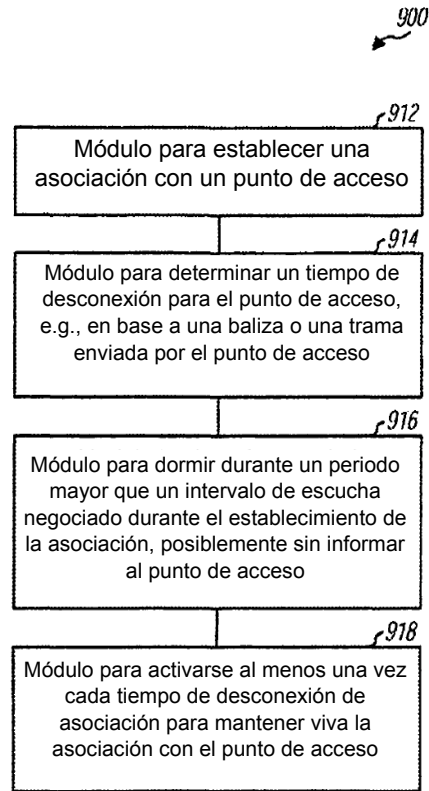 900
912
Módulo para establecer una
asociación con un punto de acceso
914
Módulo para determinar un tiempo de
desconexión para el punto de acceso,
e.g., en base a una baliza o una trama
enviada por el punto de acceso
916
Módulo para dormir durante un periodo
mayor que un intervalo de escucha
negociado durante el establecimiento de
la asociación, posiblemente sin informar
al punto de acceso
918
Módulo para activarse al menos una vez
cada tiempo de desconexión de
asociación para mantener viva la
asociación con el punto de acceso